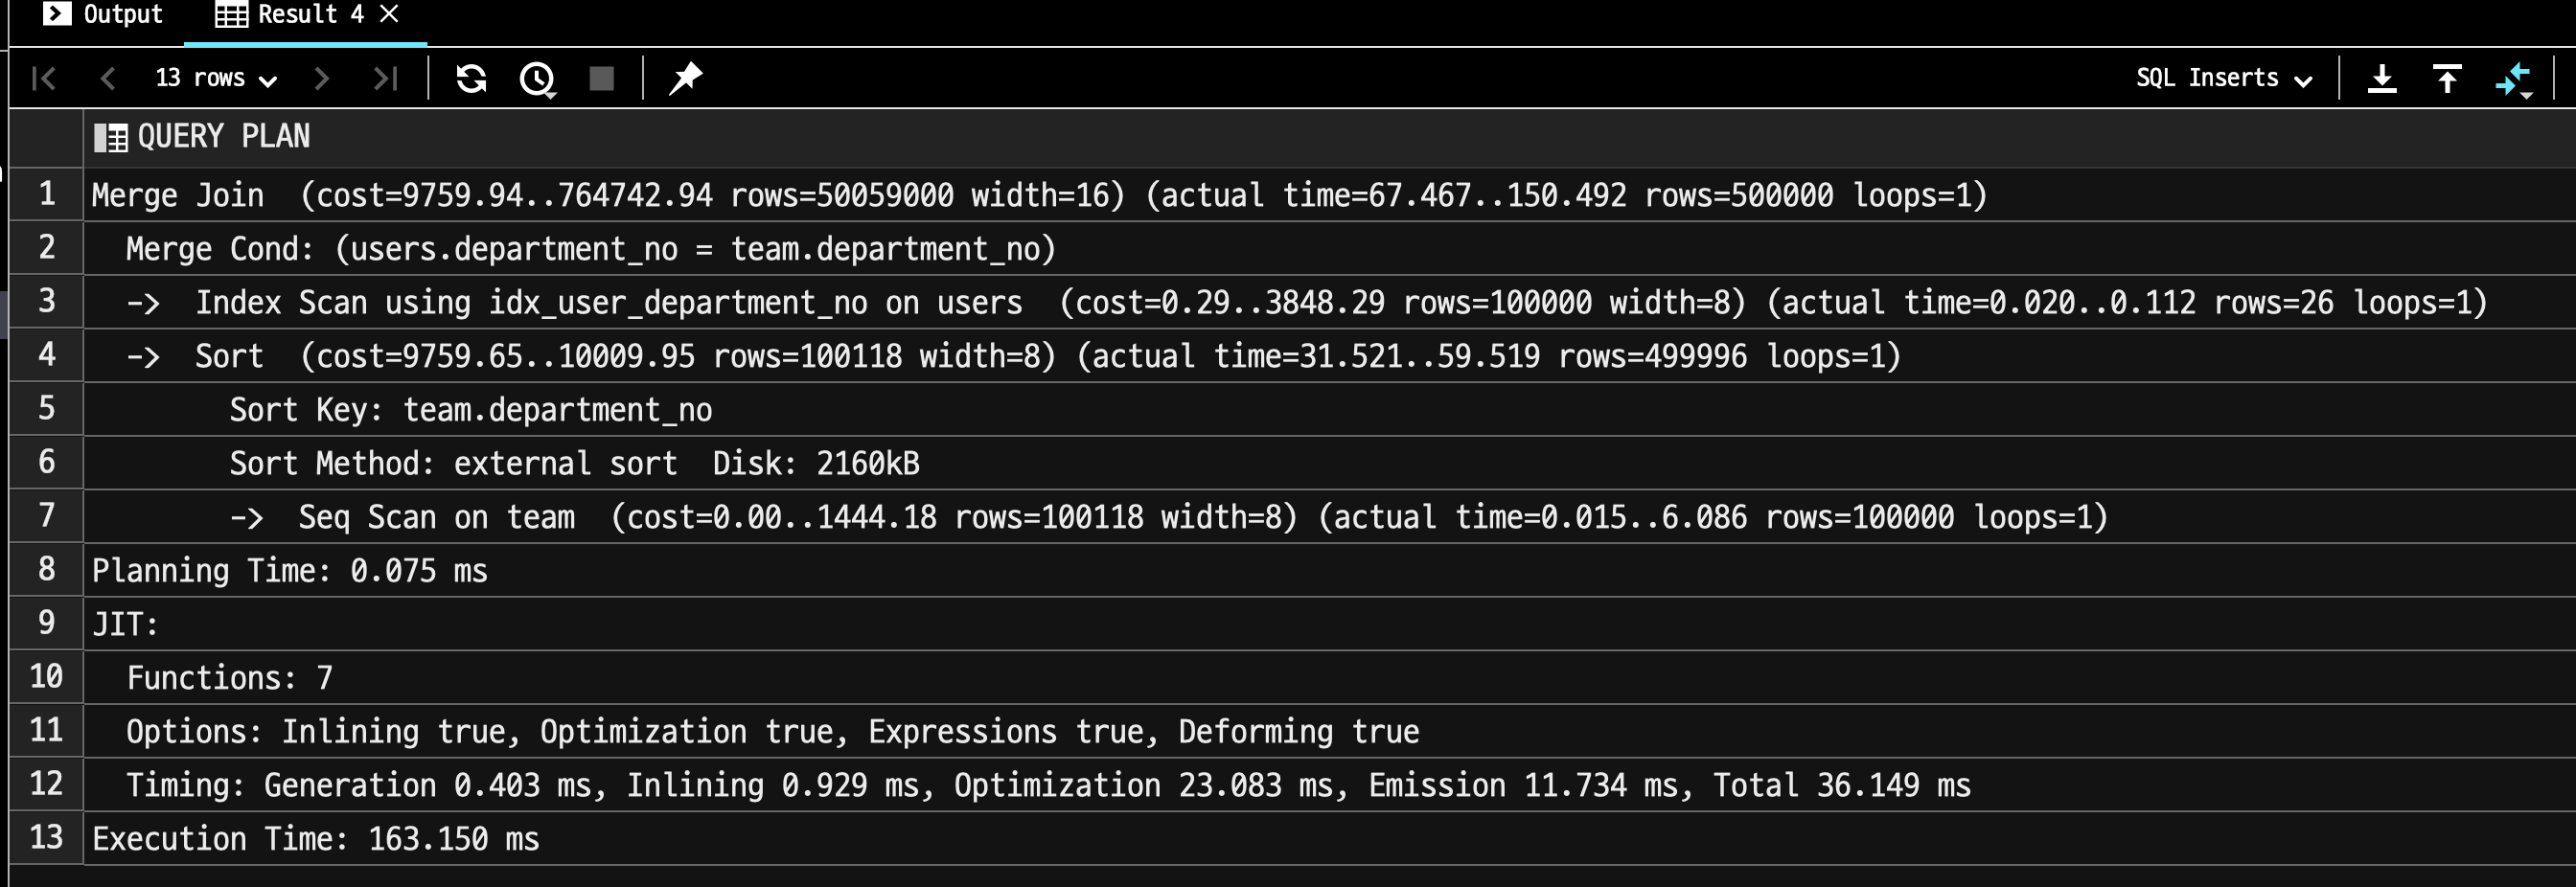 Output
Result 4
13 rows
SQL Inserts
QUERY PLAN
1 Merge Join  (cost=9759.94..764742.94 rows=50059000 width=16) (actual time=67.467..150.492 rows=500000 loops=1)
2   Merge Cond: (users.department_no = team.department_no)
3   ->  Index Scan using idx_user_department_no on users  (cost=0.29..3848.29 rows=100000 width=8) (actual time=0.020..0.112 rows=26 loops=1)
4   ->  Sort  (cost=9759.65..10009.95 rows=100118 width=8) (actual time=31.521..59.519 rows=499996 loops=1)
5         Sort Key: team.department_no
6         Sort Method: external sort  Disk: 2160kB
7         ->  Seq Scan on team  (cost=0.00..1444.18 rows=100118 width=8) (actual time=0.015..6.086 rows=100000 loops=1)
8 Planning Time: 0.075 ms
9 JIT:
10   Functions: 7
11   Options: Inlining true, Optimization true, Expressions true, Deforming true
12   Timing: Generation 0.403 ms, Inlining 0.929 ms, Optimization 23.083 ms, Emission 11.734 ms, Total 36.149 ms
13 Execution Time: 163.150 ms